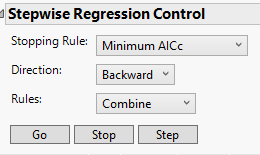 Stepwise Regression Control
Stopping Rule: Minimum AICc
Direction: Backward
Rules: Combine
Go Stop Step